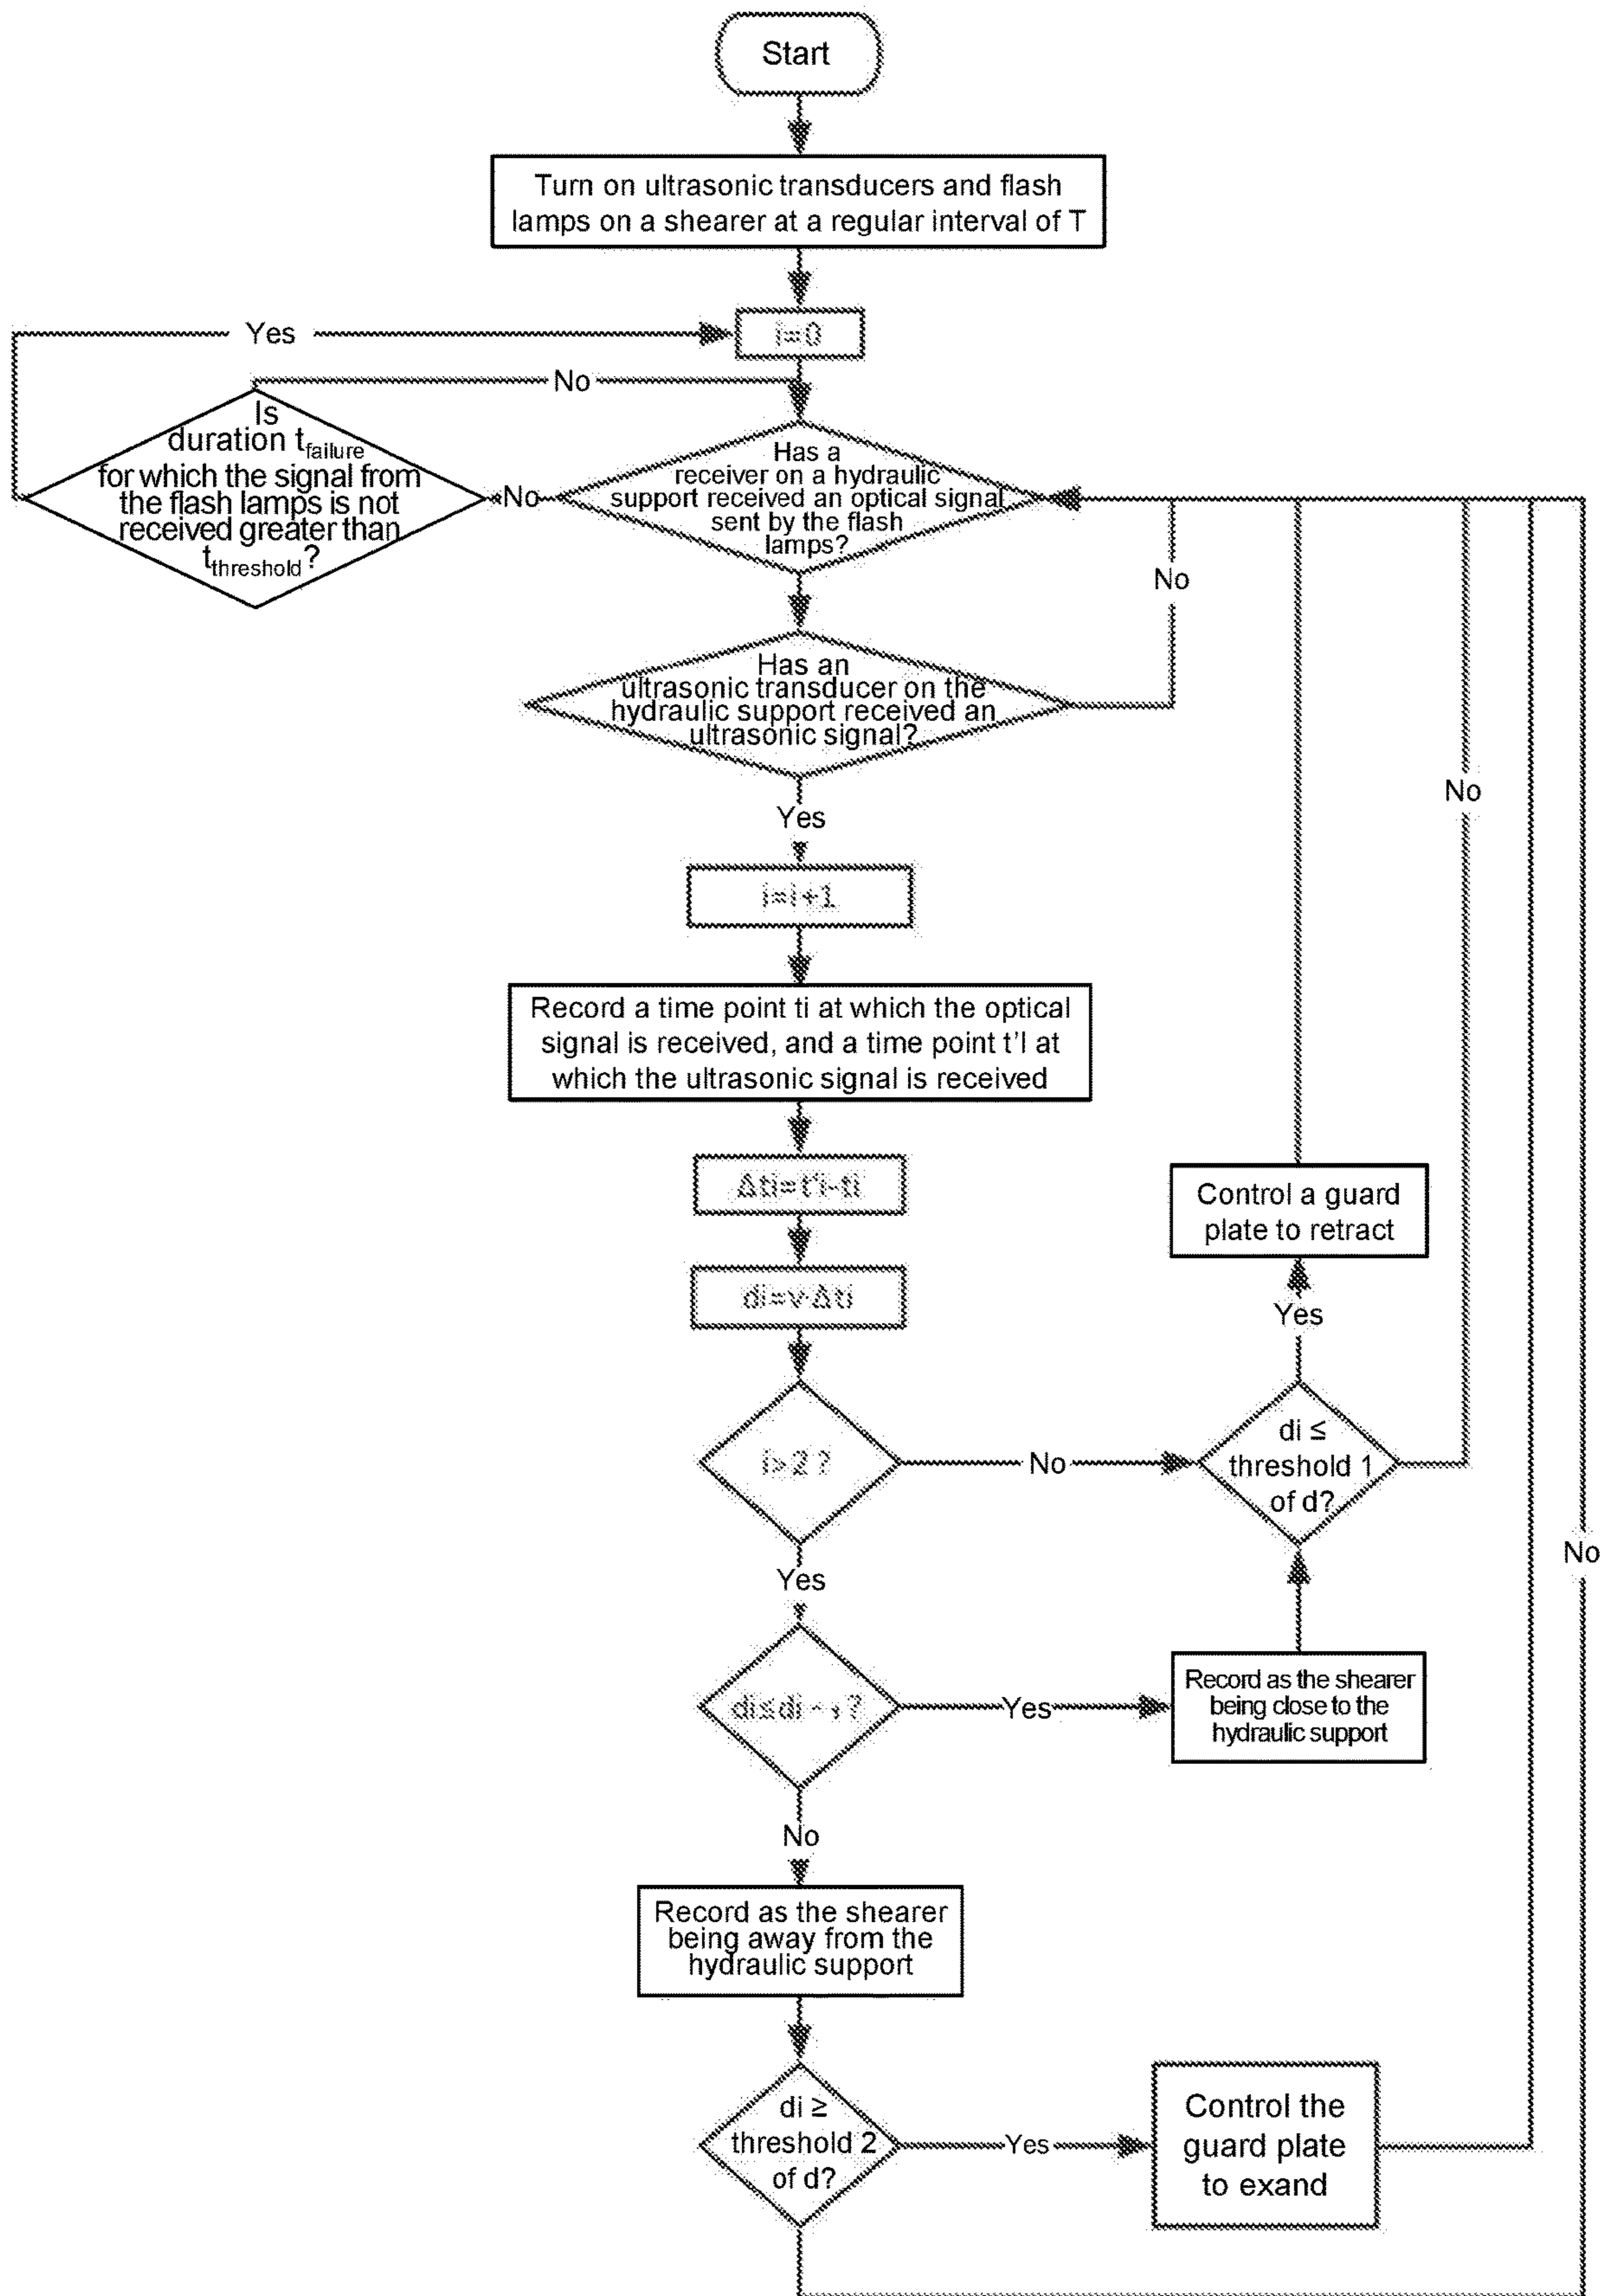 Start
Turn on ultrasonic transducers and flash
lamps on a shearer at a regular interval of T
Yes
i=0
No
Is
duration tfailure
for which the signal from
the flash lamps is not
received greater than
tthreshold?
No
Has a
receiver on a hydraulic
support received an optical signal
sent by the flash
lamps?
No
Has an
ultrasonic transducer on the
hydraulic support received an
ultrasonic signal?
No
Yes
i=i+1
Record a time point ti at which the optical
signal is received, and a time point t'l at
which the ultrasonic signal is received
Δti=t'i-ti
Control a guard
plate to retract
di=v·Δti
Yes
i>2?
No
di ≤
threshold 1
of d?
No
Yes
di≤di-1?
Yes
Record as the shearer
being close to the
hydraulic support
No
Record as the shearer
being away from the
hydraulic support
di ≥
threshold 2
of d?
Yes
Control the
guard plate
to exand